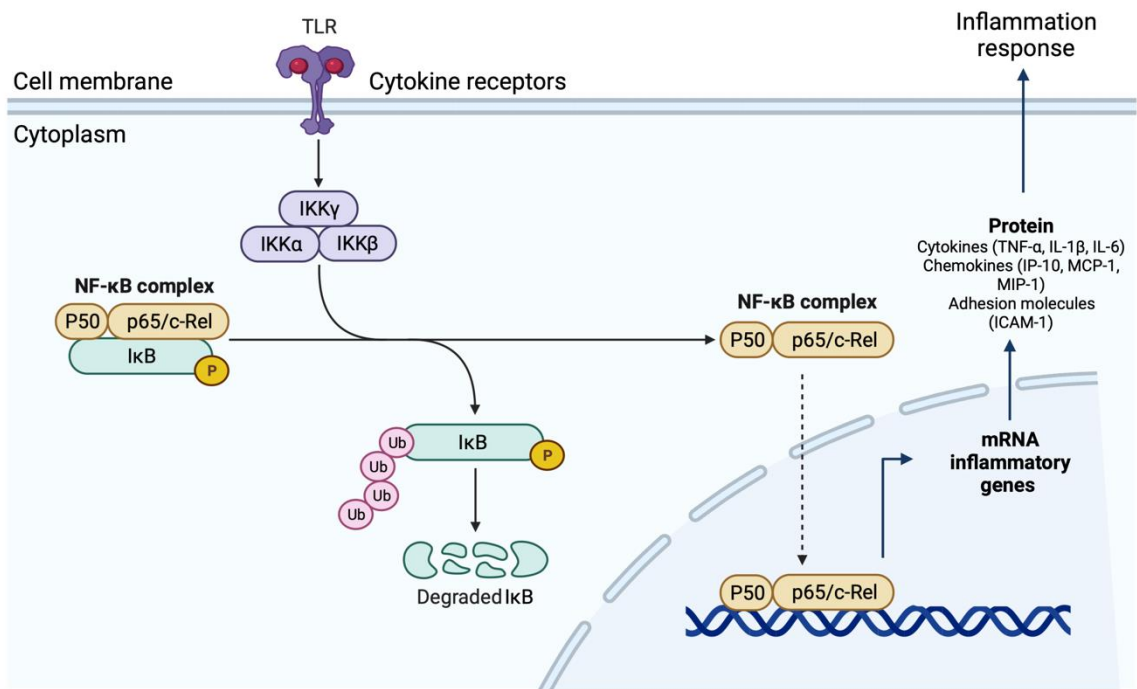 TLR
Inflammation
response
Cell membrane
Cytokine receptors
Cytoplasm
IKKγ
IKKα
IKKβ
Protein
Cytokines (TNF-α, IL-1β, IL-6)
Chemokines (IP-10, MCP-1,
MIP-1)
Adhesion molecules
(ICAM-1)
NF-κB complex
P50
p65/c-Rel
IκB
P
NF-κB complex
P50
p65/c-Rel
Ub
IκB
P
Ub
Ub
Ub
mRNA
inflammatory
genes
Degraded IκB
P50
p65/c-Rel